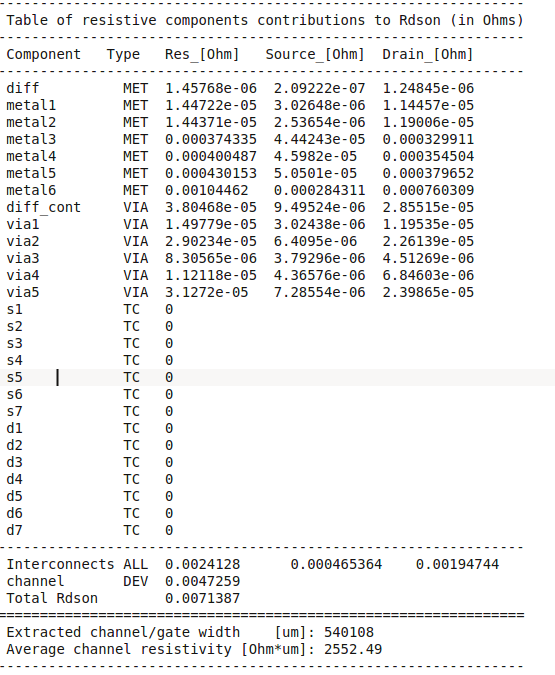 --------------------------------------------------------------
Table of resistive components contributions to Rdson (in Ohms)
--------------------------------------------------------------
Component   Type   Res_[Ohm]   Source_[Ohm]  Drain_[Ohm]
--------------------------------------------------------------
diff          MET  1.45768e-06  2.09222e-07  1.24845e-06
metal1        MET  1.44722e-05  3.02648e-06  1.14457e-05
metal2        MET  1.44371e-05  2.53654e-06  1.19006e-05
metal3        MET  0.000374335  4.44243e-05  0.000329911
metal4        MET  0.000400487  4.5982e-05   0.000354504
metal5        MET  0.000430153  5.0501e-05   0.000379652
metal6        MET  0.00104462   0.000284311  0.000760309
diff_cont     VIA  3.80468e-05  9.49524e-06  2.85515e-05
via1          VIA  1.49779e-05  3.02438e-06  1.19535e-05
via2          VIA  2.90234e-05  6.4095e-06   2.26139e-05
via3          VIA  8.30565e-06  3.79296e-06  4.51269e-06
via4          VIA  1.12118e-05  4.36576e-06  6.84603e-06
via5          VIA  3.1272e-05   7.28554e-06  2.39865e-05
s1            TC   0
s2            TC   0
s3            TC   0
s4            TC   0
s5            TC   0
s6            TC   0
s7            TC   0
d1            TC   0
d2            TC   0
d3            TC   0
d4            TC   0
d5            TC   0
d6            TC   0
d7            TC   0
--------------------------------------------------------------
Interconnects ALL  0.0024128      0.000465364    0.00194744
channel       DEV  0.0047259
Total Rdson        0.0071387
==============================================================
Extracted channel/gate width    [um]: 540108
Average channel resistivity [Ohm*um]: 2552.49
--------------------------------------------------------------